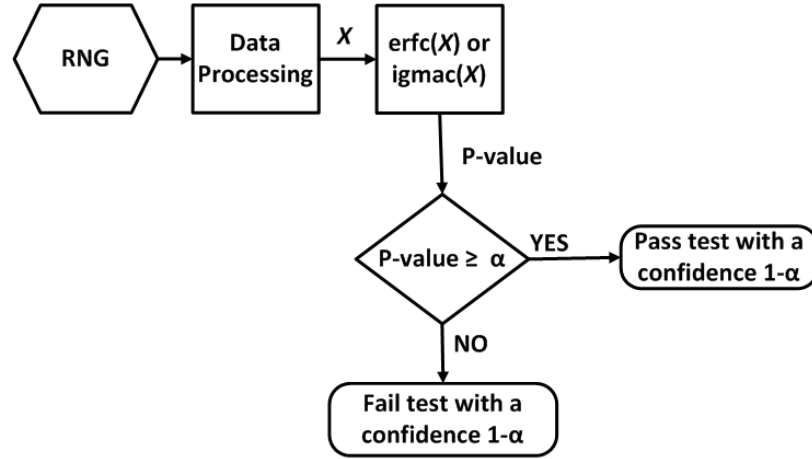 RNG
Data
Processing
X
erfc(X) or
igmac(X)
P-value
P-value ≥ α
YES
Pass test with a
confidence 1-α
NO
Fail test with a
confidence 1-α